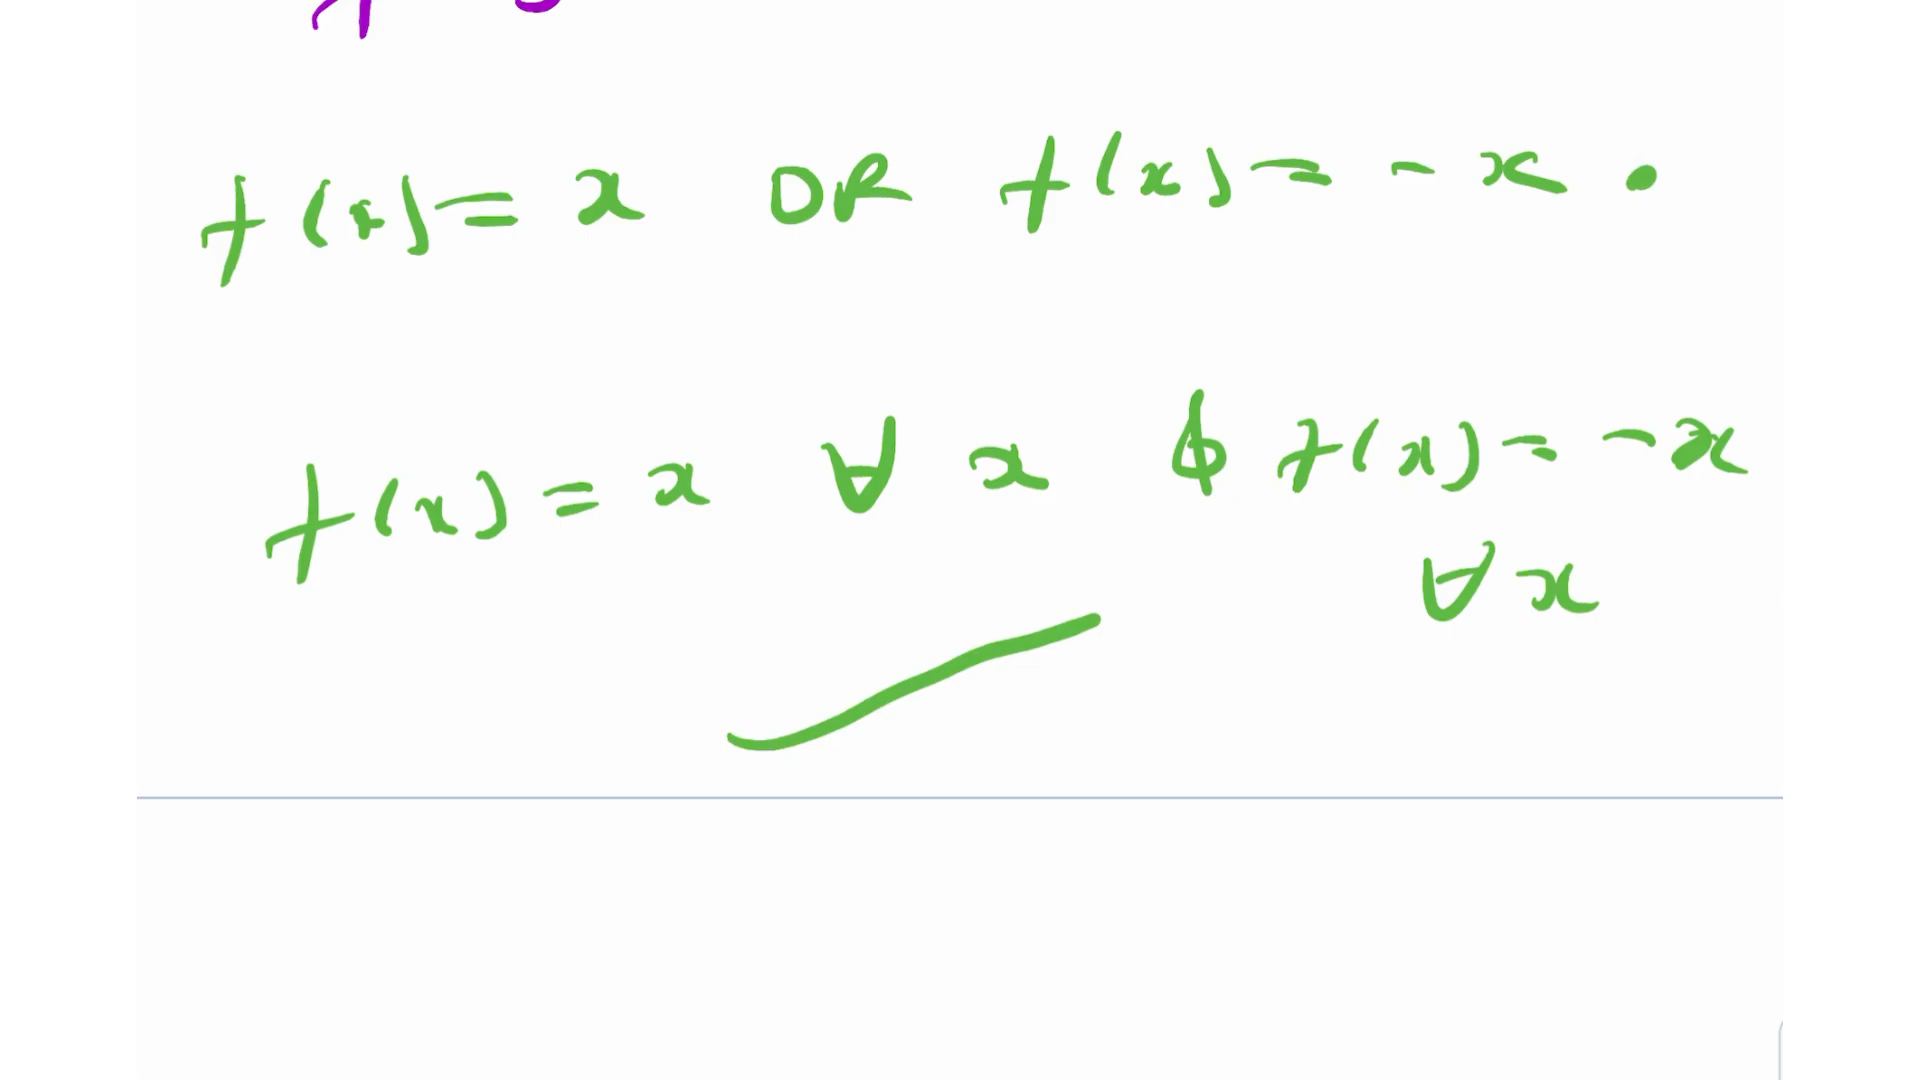 f(x) = x OR f(x) = - x .
f(x) = x ∀ x & f(x) = - x
∀ x